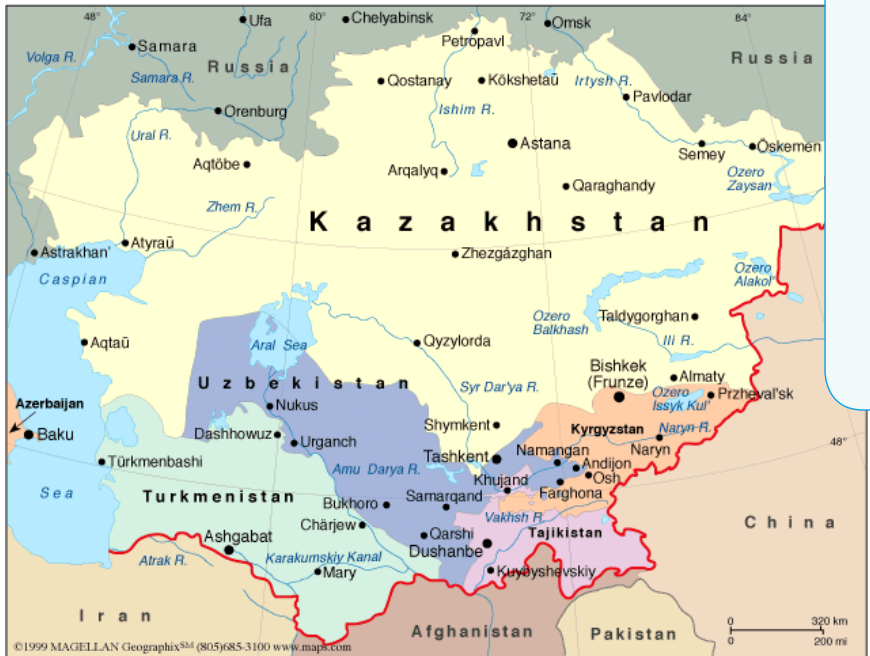 48°
60°
72°
84°
Ufa
Chelyabinsk
Omsk
Petropavl
Samara
Volga R.
Samara R.
Russia
Russia
Qostanay
Kökshetaū
Irtysh R.
Pavlodar
Orenburg
Ishim R.
Ural R.
Astana
Semey
Öskemen
Aqtöbe
Arqalyq
Qaraghandy
Ozero
Zaysan
Zhem R.
Kazakhstan
Atyraū
Astrakhan'
Zhezgázghan
Caspian
Ozero
Alakol'
Ozero
Balkhash
Taldygorghan
Aqtaū
Aral Sea
Qyzylorda
Ili R.
Bishkek
(Frunze)
Almaty
Uzbekistan
Syr Dar'ya R.
Ozero
Issyk Kul'
Przheval'sk
Azerbaijan
Nukus
Baku
Dashhowuz
Urganch
Shymkent
Kyrgyzstan
Naryn R.
Naryn
48°
Türkmenbashi
Amu Darya R.
Tashkent
Namangan
Andijon
Osh
Khujand
Farghona
Sea
Turkmenistan
Bukhoro
Samarqand
Vakhsh R.
Chärjew
Qarshi
Tajikistan
China
Ashgabat
Dushanbe
Atrak R.
Karakumskiy Kanal
Mary
Kuybyshevskiy
Iran
Afghanistan
Pakistan
0 320 km
0 200 mi
©1999 MAGELLAN Geographix℠ (805)685-3100 www.maps.com